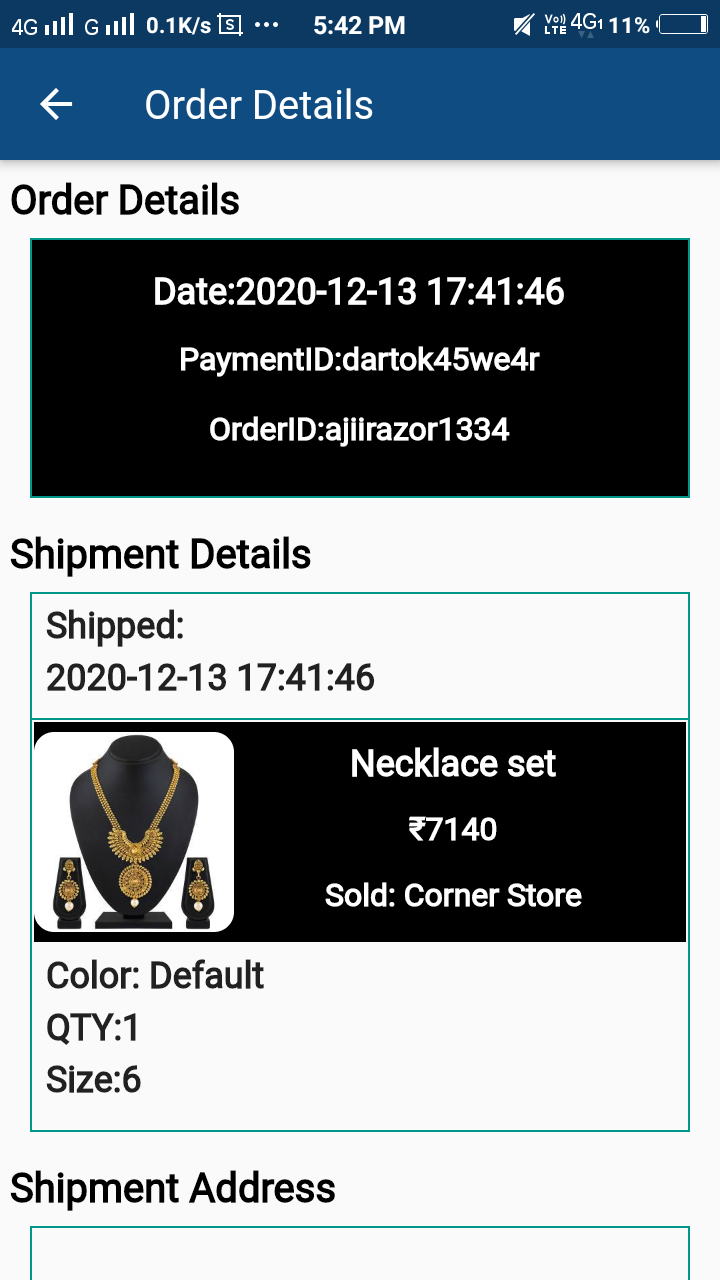 4G G 0.1K/s S ... 5:42 PM Vo)) LTE 4G1 11%
Order Details
Order Details
Date:2020-12-13 17:41:46
PaymentID:dartok45we4r
OrderID:ajiirazor1334
Shipment Details
Shipped:
2020-12-13 17:41:46
Necklace set
₹7140
Sold: Corner Store
Color: Default
QTY:1
Size:6
Shipment Address